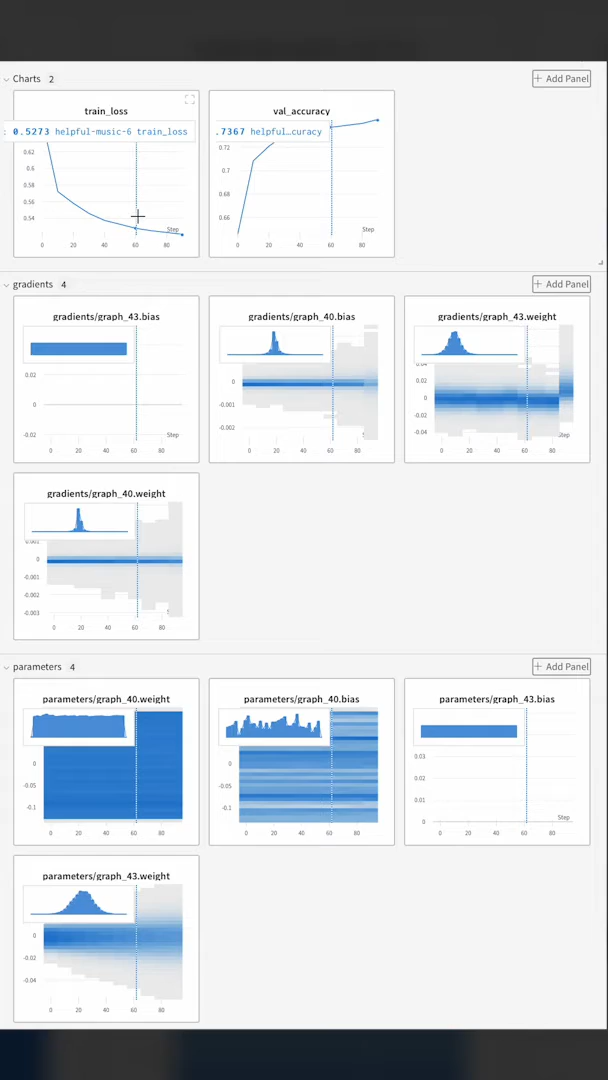 Charts 2
+ Add Panel
train_loss
val_accuracy
: 0.5273 helpful-music-6 train_loss
.7367 helpful…curacy
0.62
0.6
0.58
0.56
0.54
Step
0 20 40 60 80
0.72
0.7
0.68
0.66
Step
0 20 40 60 80
gradients 4
+ Add Panel
gradients/graph_43.bias
gradients/graph_40.bias
gradients/graph_43.weight
0.02
0
-0.02
Step
0 20 40 60 80
0
-0.001
-0.002
0 20 40 60 80
0.04
0.02
0
-0.02
-0.04
Step
0 20 40 60 80
gradients/graph_40.weight
0.001
0
-0.001
-0.002
-0.003
0 20 40 60 80
parameters 4
+ Add Panel
parameters/graph_40.weight
parameters/graph_40.bias
parameters/graph_43.bias
0
-0.05
-0.1
0 20 40 60 80
0
-0.05
-0.1
0 20 40 60 80
0.03
0.02
0.01
0
Step
0 20 40 60 80
parameters/graph_43.weight
0
-0.02
-0.04
0 20 40 60 80